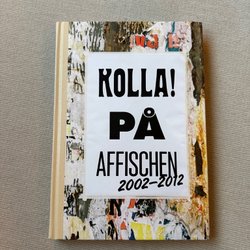 KOLLA!
PÅ
AFFISCHEN
2002–2012